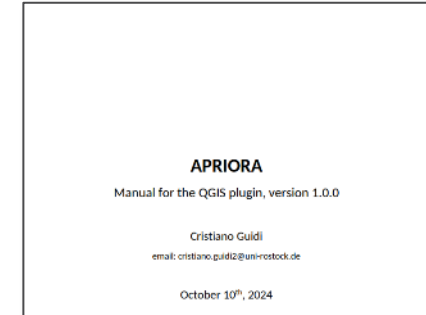 APRIORA
Manual for the QGIS plugin, version 1.0.0
Cristiano Guidi
email: cristiano.guidi2@uni-rostock.de
October 10th, 2024